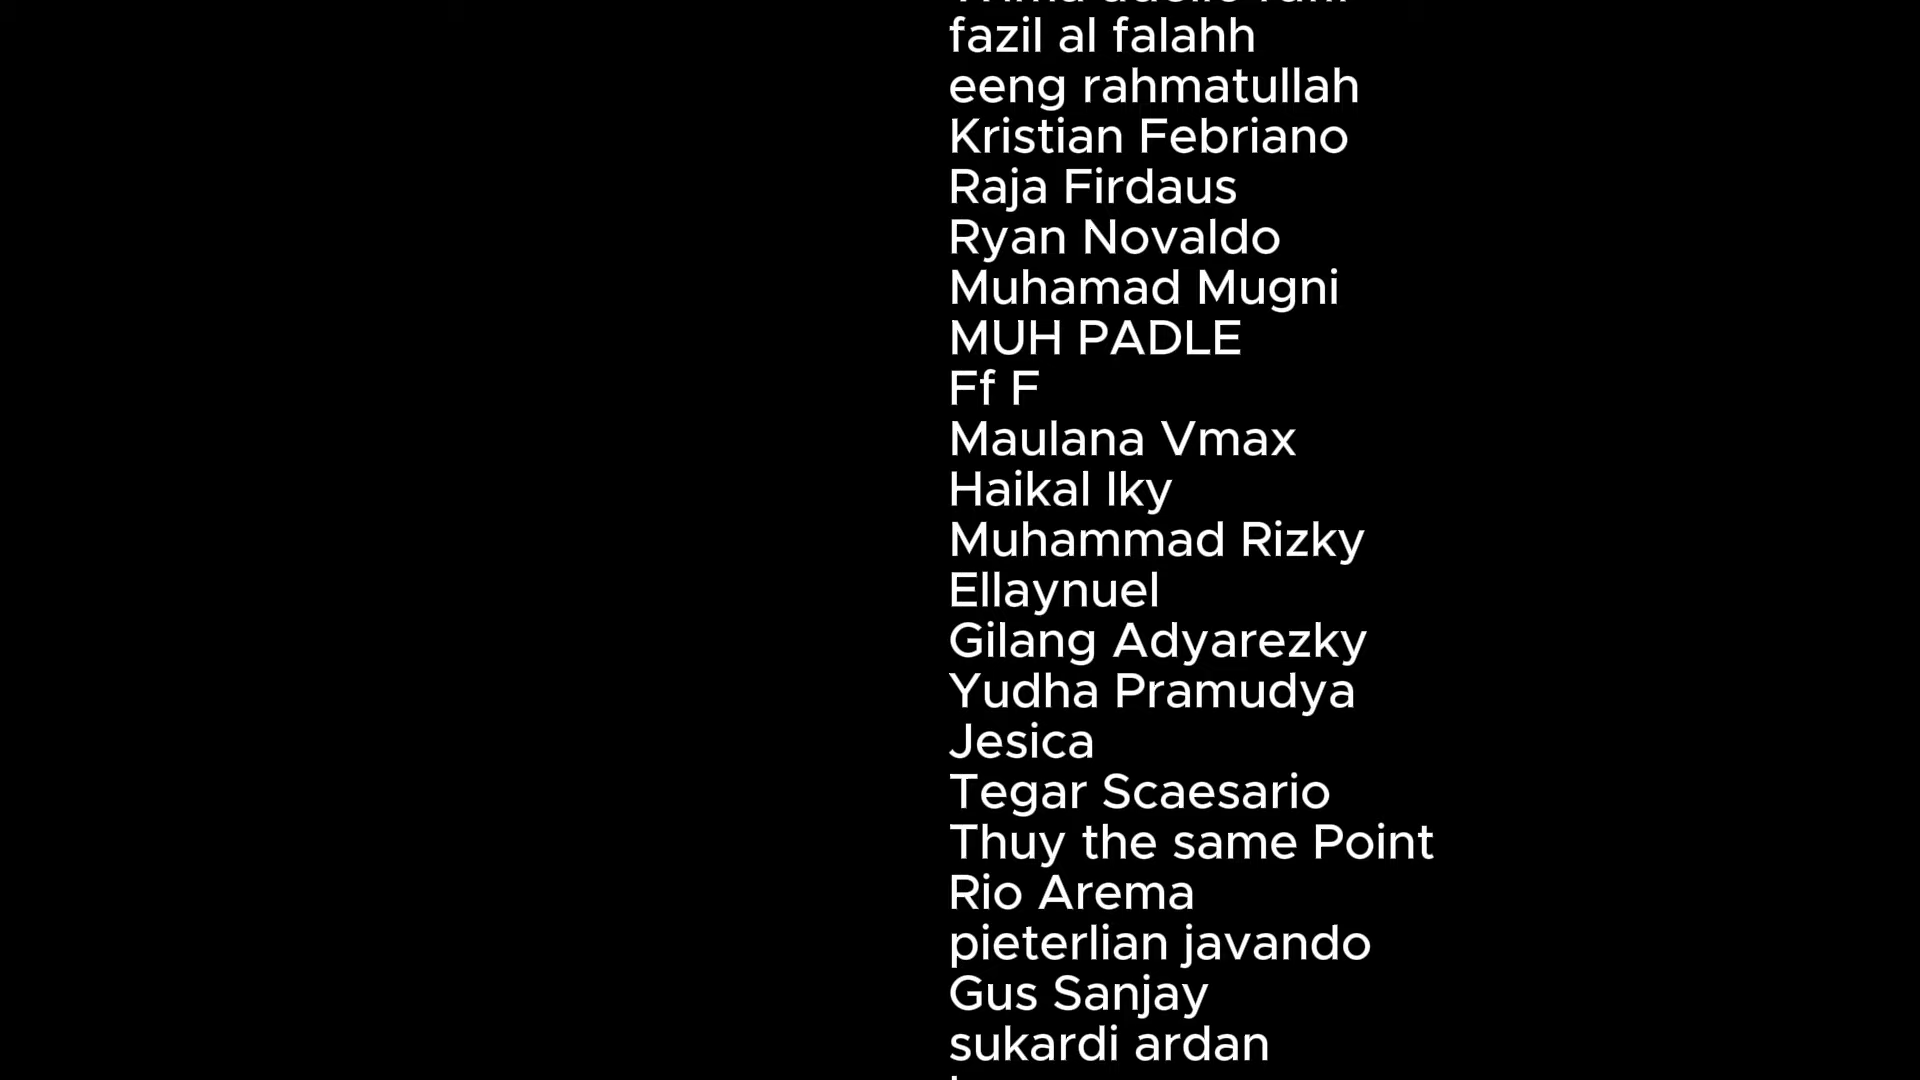 fazil al falahh
eeng rahmatullah
Kristian Febriano
Raja Firdaus
Ryan Novaldo
Muhamad Mugni
MUH PADLE
Ff F
Maulana Vmax
Haikal Iky
Muhammad Rizky
Ellaynuel
Gilang Adyarezky
Yudha Pramudya
Jesica
Tegar Scaesario
Thuy the same Point
Rio Arema
pieterlian javando
Gus Sanjay
sukardi ardan